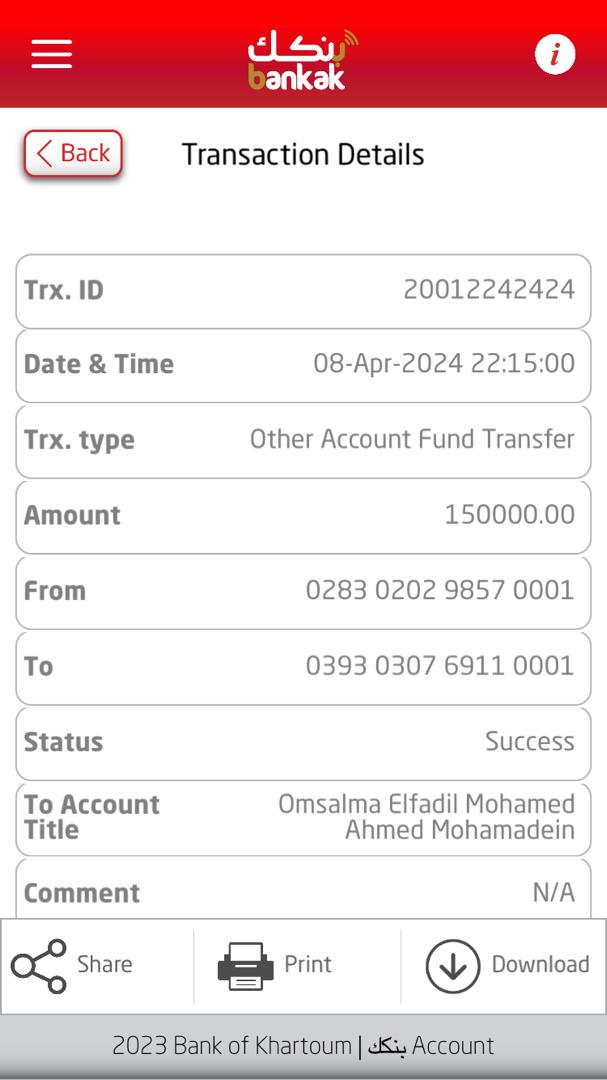 بنكك
bankak
i
Back
Transaction Details
Trx. ID 20012242424
Date & Time 08-Apr-2024 22:15:00
Trx. type Other Account Fund Transfer
Amount 150000.00
From 0283 0202 9857 0001
To 0393 0307 6911 0001
Status Success
To Account Title Omsalma Elfadil Mohamed
Ahmed Mohamadein
Comment N/A
Share Print Download
2023 Bank of Khartoum | بنكك Account